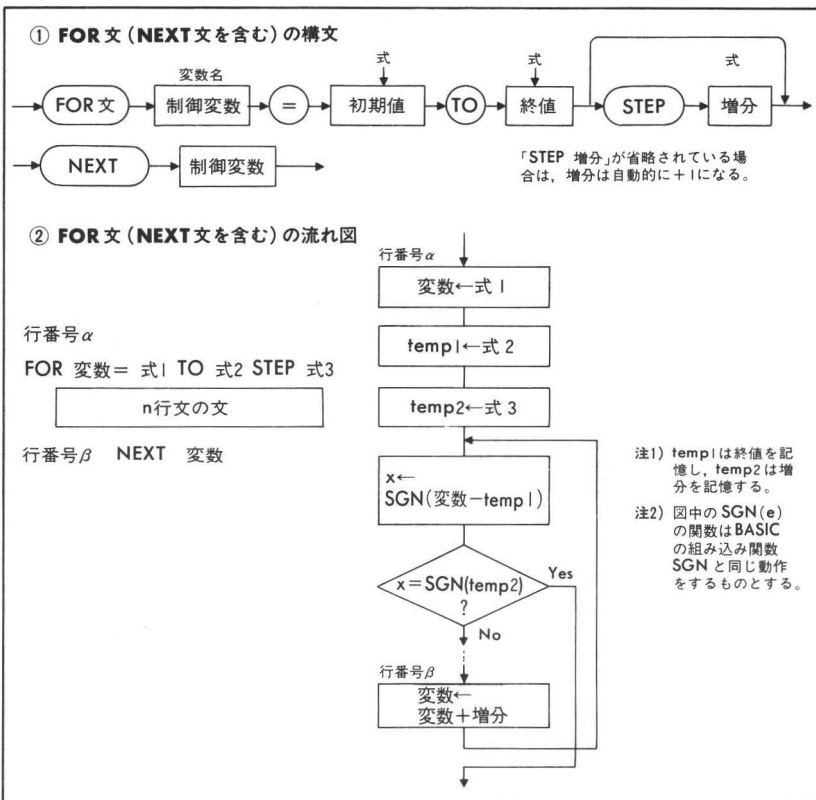 ① FOR文(NEXT文を含む)の構文
変数名
式
式
式
FOR文
制御変数
=
初期値
TO
終値
STEP
増分
NEXT
制御変数
「STEP 増分」が省略されている場
合は，増分は自動的に+1になる。
② FOR文(NEXT文を含む)の流れ図
行番号α
変数←式1
行番号α
FOR 変数= 式1 TO 式2 STEP 式3
n行文の文
行番号β NEXT 変数
temp1←式2
temp2←式3
x←
SGN(変数−temp1)
x=SGN(temp2)
?
Yes
No
行番号β
変数←
変数+増分
注1) temp1は終値を記
憶し，temp2は増
分を記憶する。
注2) 図中のSGN(e)
の関数はBASIC
の組み込み関数
SGNと同じ動作
をするものとする。